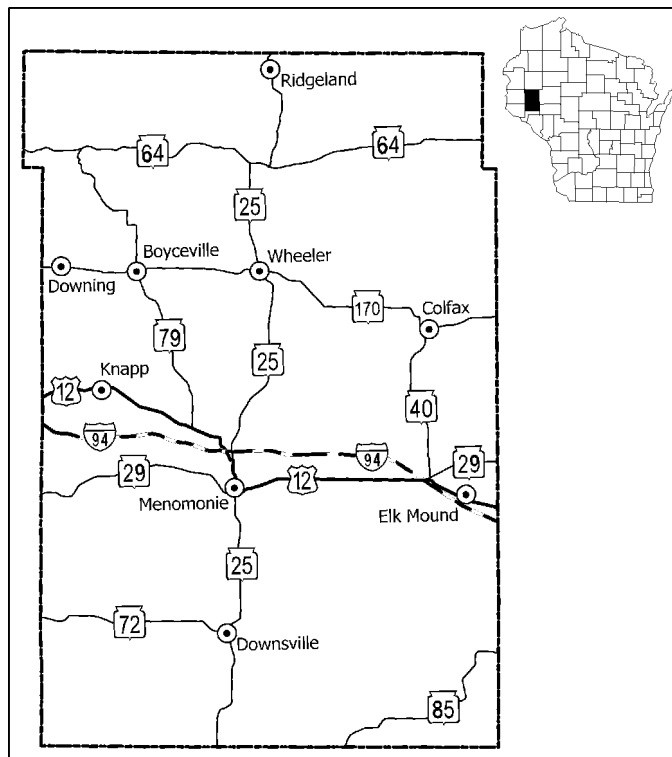 Ridgeland
64
64
25
Boyceville
Wheeler
Downing
170
Colfax
79
25
Knapp
12
40
94
94
29
29
12
Menomonie
Elk Mound
25
72
Downsville
85